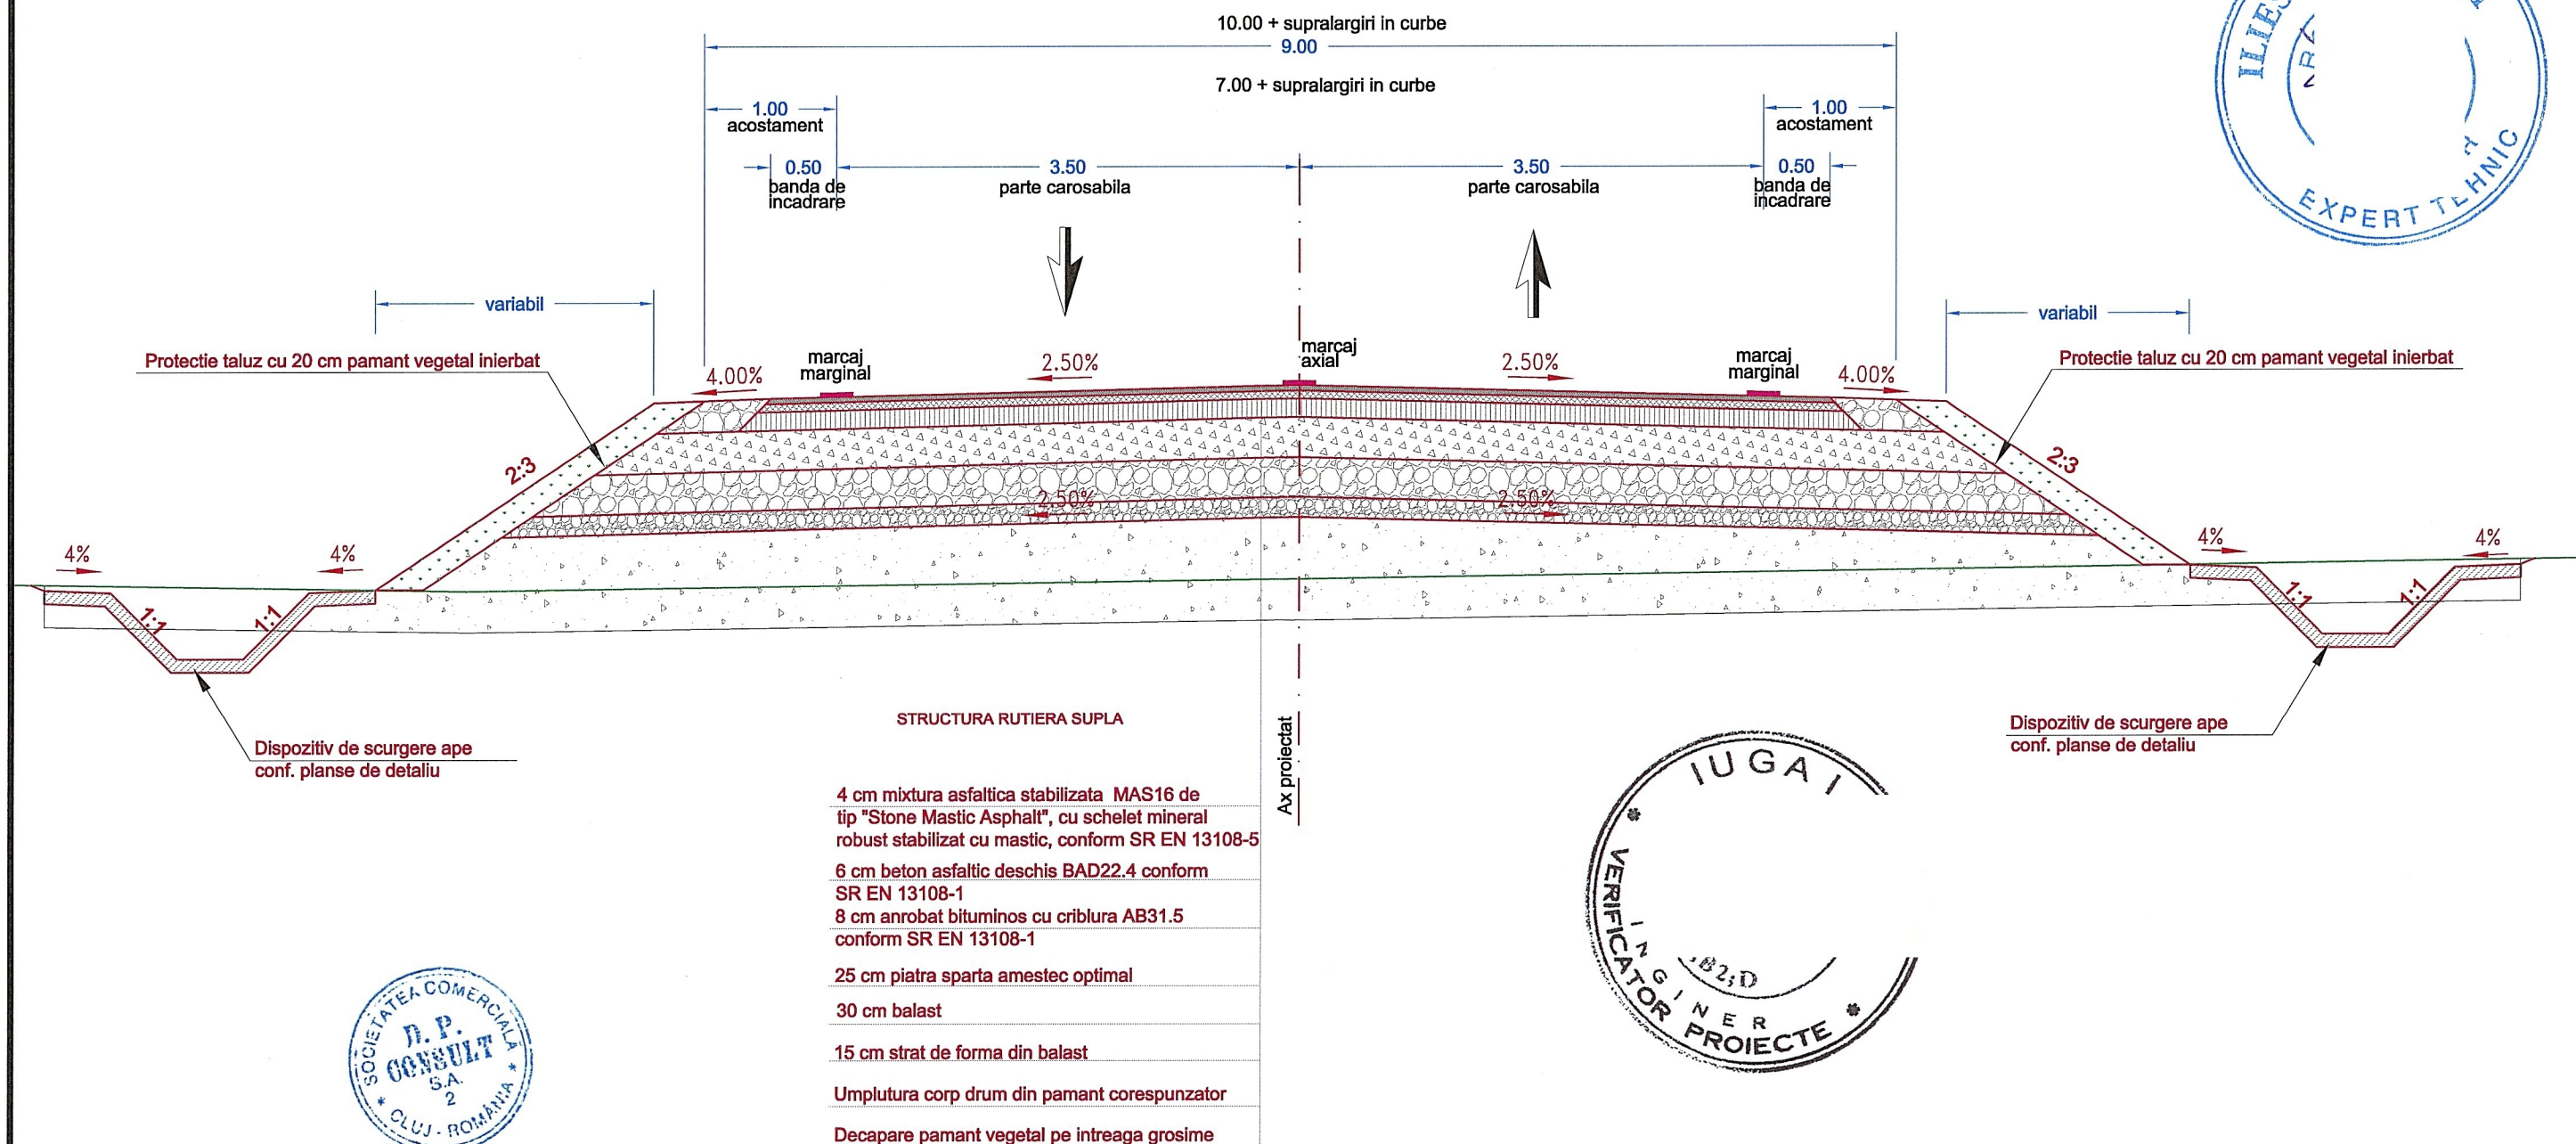 10.00 + supralargiri in curbe
9.00
7.00 + supralargiri in curbe
1.00
acostament
1.00
acostament
0.50
banda de
incadrare
3.50
parte carosabila
3.50
parte carosabila
0.50
banda de
incadrare
variabil
variabil
Protectie taluz cu 20 cm pamant vegetal inierbat
Protectie taluz cu 20 cm pamant vegetal inierbat
4.00%
marcaj
marginal
2.50%
marcaj
axial
2.50%
marcaj
marginal
4.00%
2:3
2:3
2.50%
2.50%
4%
4%
4%
4%
1:1
1:1
1:1
1:1
Dispozitiv de scurgere ape
conf. planse de detaliu
Dispozitiv de scurgere ape
conf. planse de detaliu
Ax proiectat
STRUCTURA RUTIERA SUPLA
4 cm mixtura asfaltica stabilizata MAS16 de
tip "Stone Mastic Asphalt", cu schelet mineral
robust stabilizat cu mastic, conform SR EN 13108-5
6 cm beton asfaltic deschis BAD22.4 conform
SR EN 13108-1
8 cm anrobat bituminos cu criblura AB31.5
conform SR EN 13108-1
25 cm piatra sparta amestec optimal
30 cm balast
15 cm strat de forma din balast
Umplutura corp drum din pamant corespunzator
Decapare pamant vegetal pe intreaga grosime
SOCIETATEA COMERCIALA
D. P.
CONSULT
S.A.
2
* CLUJ - ROMÂNIA *
IUGA I
VERIFICATOR PROIECTE
INGINER
B2;D
ILIES
EXPERT TEHNIC